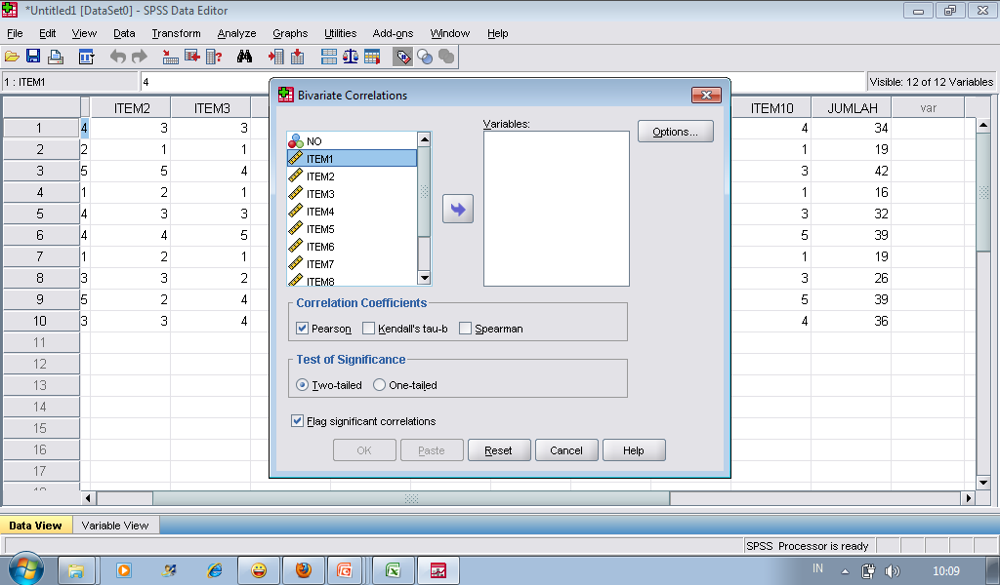 *Untitled1 [DataSet0] - SPSS Data Editor
File Edit View Data Transform Analyze Graphs Utilities Add-ons Window Help
1 : ITEM1 4 Visible: 12 of 12 Variables
ITEM2 ITEM3 ITEM10 JUMLAH var
1 4 3 3 4 34
2 2 1 1 1 19
3 5 5 4 3 42
4 1 2 1 1 16
5 4 3 3 3 32
6 4 4 5 5 39
7 1 2 1 1 19
8 3 3 2 3 26
9 5 2 4 5 39
10 3 3 4 4 36
11
12
13
14
15
16
17
Bivariate Correlations
Variables:
Options...
NO
ITEM1
ITEM2
ITEM3
ITEM4
ITEM5
ITEM6
ITEM7
ITEM8
Correlation Coefficients
Pearson Kendall's tau-b Spearman
Test of Significance
Two-tailed One-tailed
Flag significant correlations
OK Paste Reset Cancel Help
Data View Variable View
SPSS Processor is ready
IN 10:09